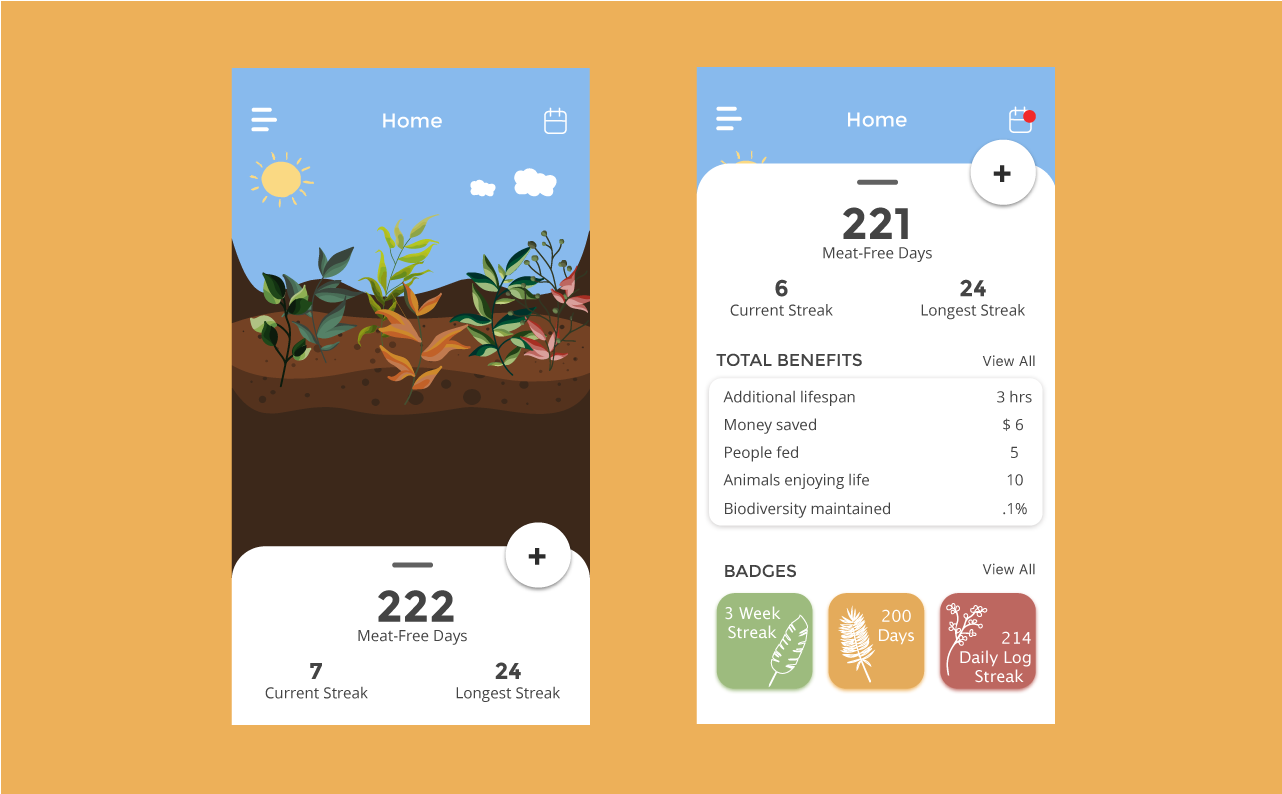 Home
+
222
Meat-Free Days
7 24
Current Streak Longest Streak
Home
+
221
Meat-Free Days
6 24
Current Streak Longest Streak
TOTAL BENEFITS View All
Additional lifespan 3 hrs
Money saved $ 6
People fed 5
Animals enjoying life 10
Biodiversity maintained .1%
BADGES View All
3 Week
Streak
200
Days
214
Daily Log
Streak